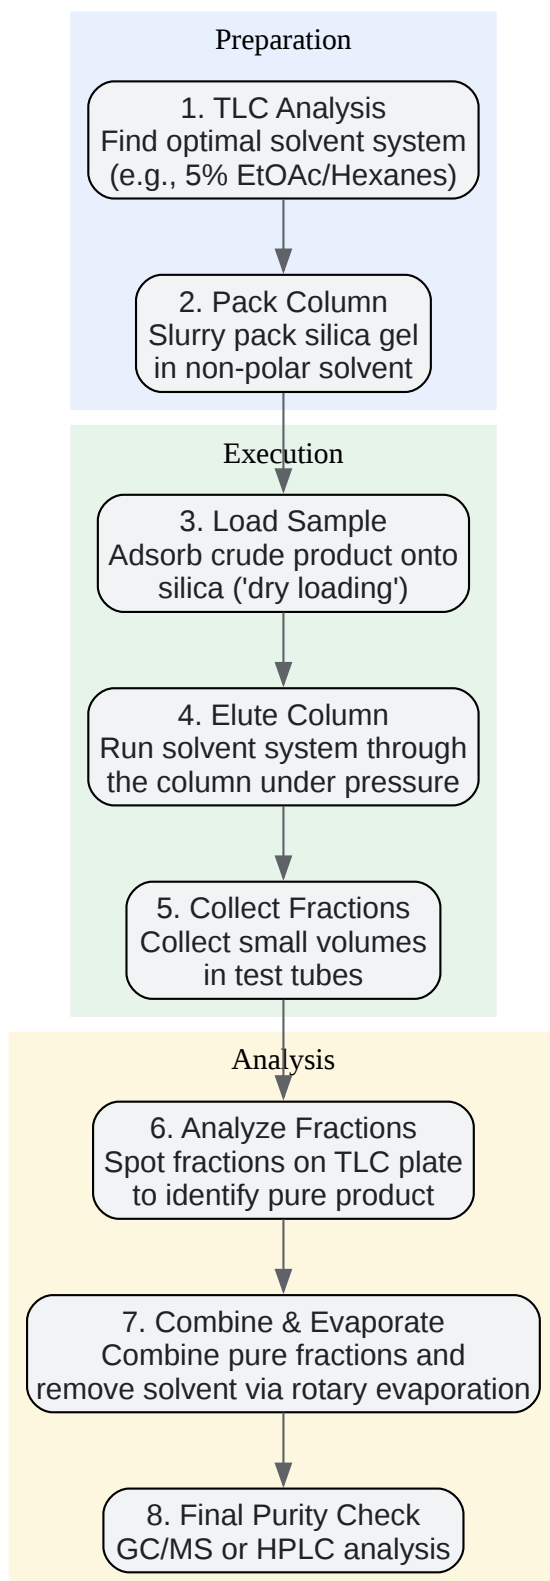 Preparation
1. TLC Analysis
Find optimal solvent system
(e.g., 5% EtOAc/Hexanes)
2. Pack Column
Slurry pack silica gel
in non-polar solvent
Execution
3. Load Sample
Adsorb crude product onto
silica ('dry loading')
4. Elute Column
Run solvent system through
the column under pressure
5. Collect Fractions
Collect small volumes
in test tubes
Analysis
6. Analyze Fractions
Spot fractions on TLC plate
to identify pure product
7. Combine & Evaporate
Combine pure fractions and
remove solvent via rotary evaporation
8. Final Purity Check
GC/MS or HPLC analysis